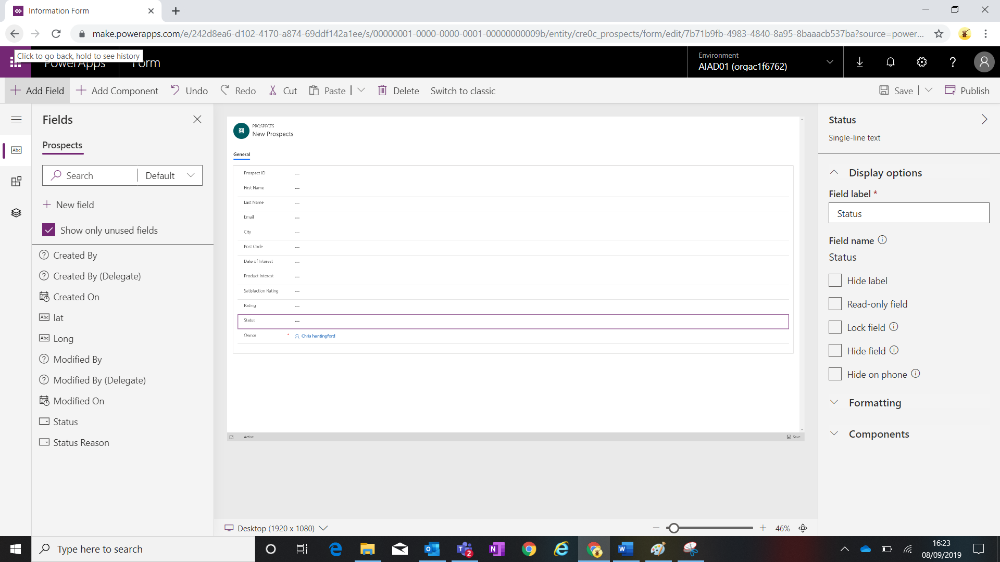 Information Form
make.powerapps.com/e/242d8ea6-d102-4170-a874-69ddf142a1ee/s/00000001-0000-0000-0001-00000000009b/entity/cre0c_prospects/form/edit/7b71b9fb-4983-4840-8a95-8baaacb537ba?source=power...
Click to go back, hold to see history
PowerApps
Form
Environment
AIAD01 (orgac1f6762)
Add Field
Add Component
Undo
Redo
Cut
Paste
Delete
Switch to classic
Save
Publish
Fields
Prospects
Search
Default
New field
Show only unused fields
Created By
Created By (Delegate)
Created On
Abc lat
Abc Long
Modified By
Modified By (Delegate)
Modified On
Status
Status Reason
Abc
PROSPECTS
New Prospects
General
Prospect ID ---
First Name ---
Last Name ---
Email ---
City ---
Post Code ---
Date of Interest ---
Product Interest ---
Satisfaction Rating ---
Rating ---
Status ---
Owner * Chris huntingford
Active
Save
Desktop (1920 x 1080)
46%
Status
Single-line text
Display options
Field label *
Status
Field name
Status
Hide label
Read-only field
Lock field
Hide field
Hide on phone
Formatting
Components
Type here to search
2
16:23
08/09/2019